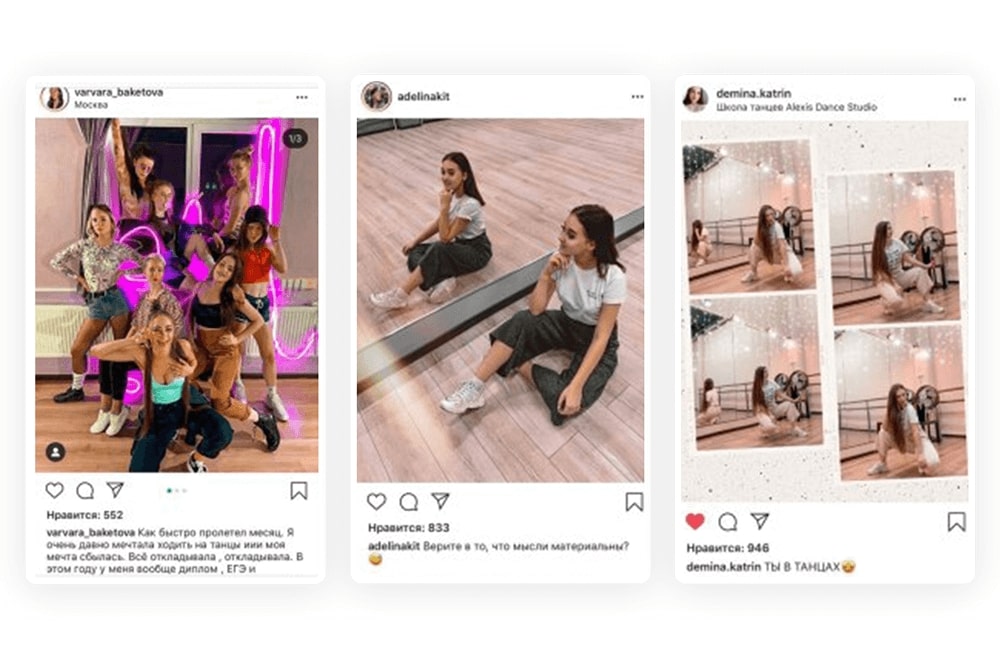 varvara_baketova
Москва
1/3
Нравится: 552
varvara_baketova Как быстро пролетел месяц. Я
очень давно мечтала ходить на танцы иии моя
мечта сбылась. Всё откладывала , откладывала. В
этом году у меня вообще диплом , ЕГЭ и
adelinakit
Нравится: 833
adelinakit Верите в то, что мысли материальны?
demina.katrin
Школа танцев Alexis Dance Studio
Нравится: 946
demina.katrin ТЫ В ТАНЦАХ